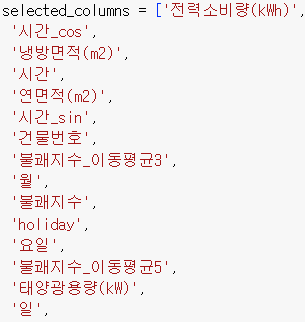 selected_columns = ['전력소비량(kWh)',
'시간_cos',
'냉방면적(m2)',
'시간',
'연면적(m2)',
'시간_sin',
'건물번호',
'불쾌지수_이동평균3',
'월',
'불쾌지수',
'holiday',
'요일',
'불쾌지수_이동평균5',
'태양광용량(kW)',
'일',